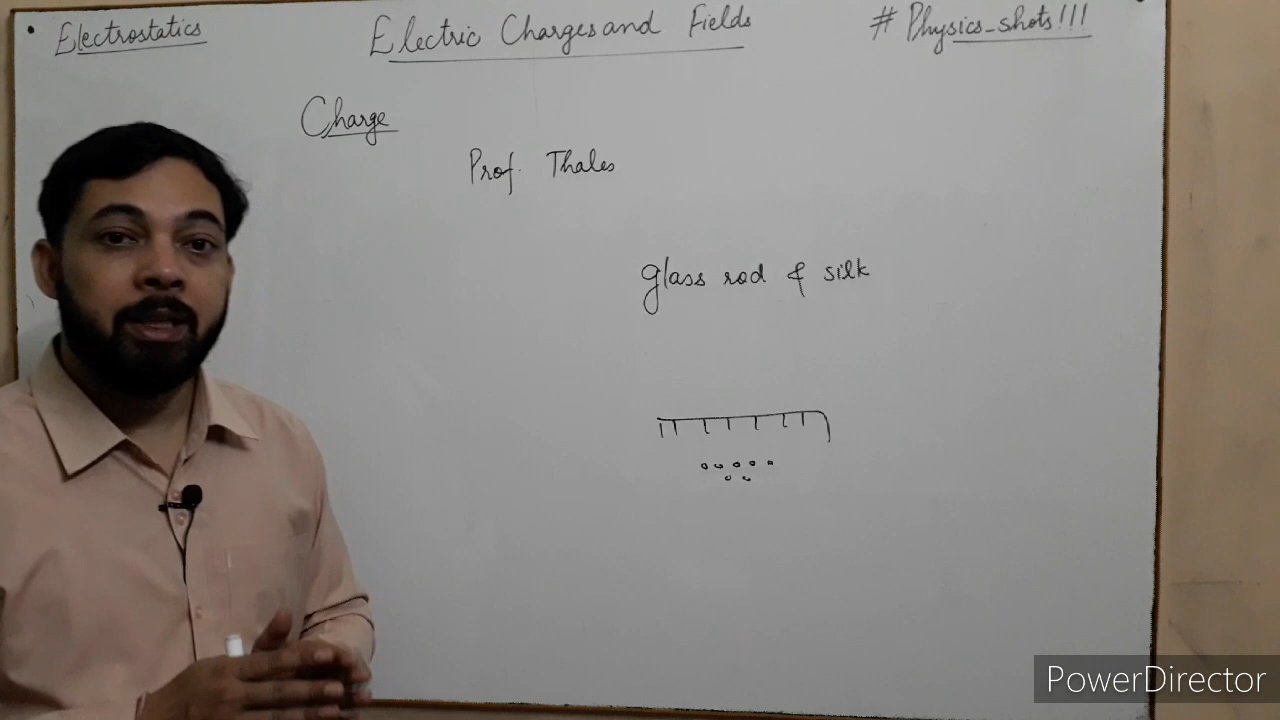 Electrostatics
Electric Charges and Fields
# Physics_shots!!!
Charge
Prof. Thales
glass rod & silk
PowerDirector